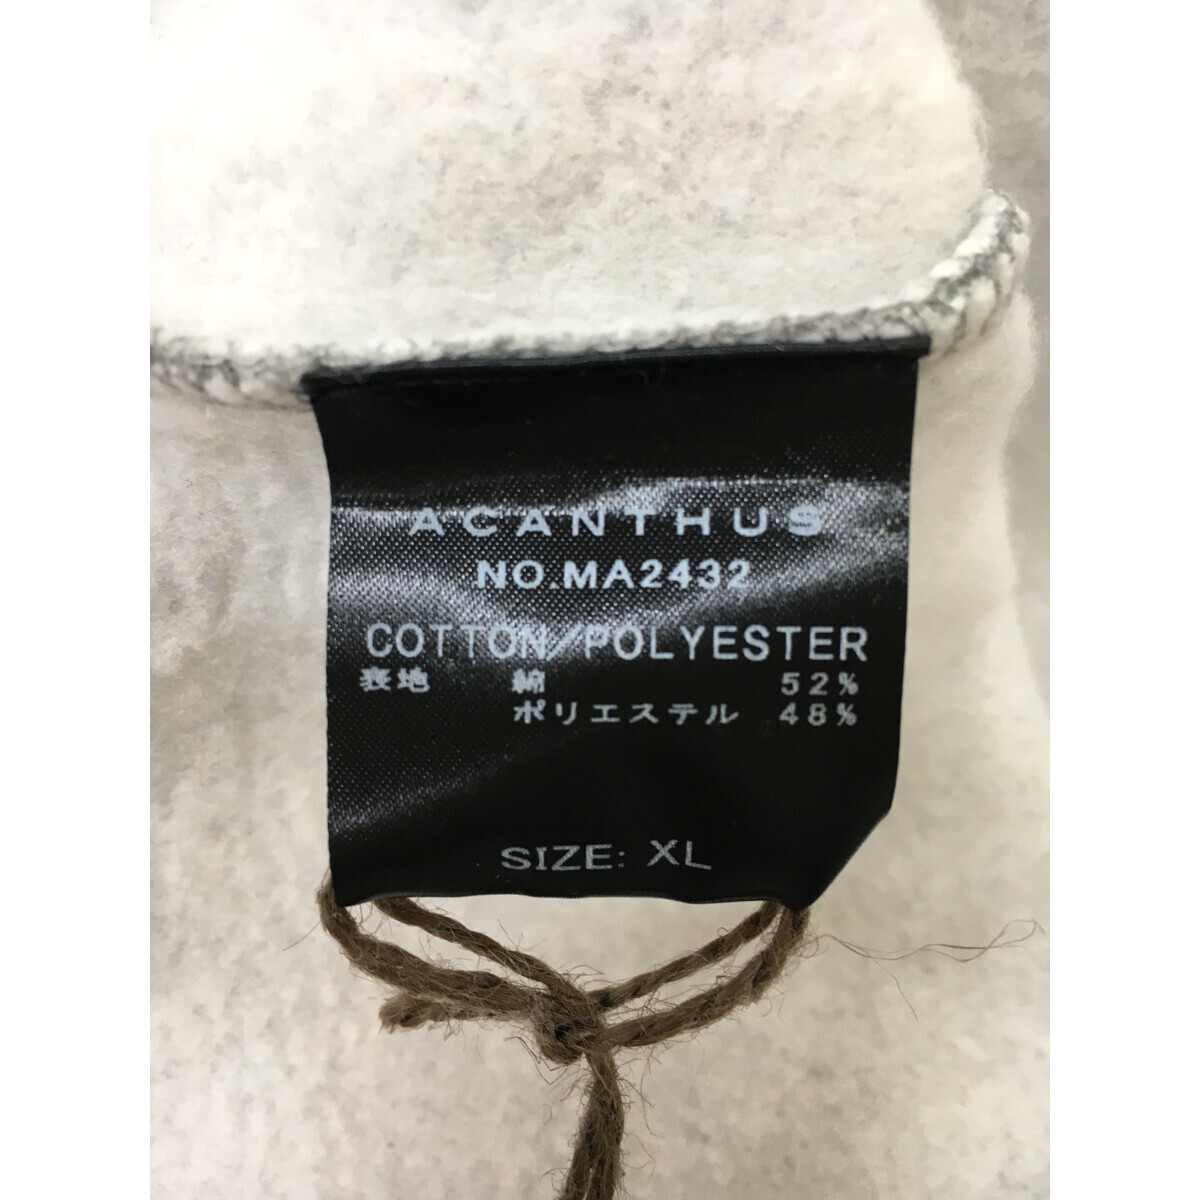 ACANTHUS
NO.MA2432
COTTON/POLYESTER
表地 綿 52%
ポリエステル 48%
SIZE: XL